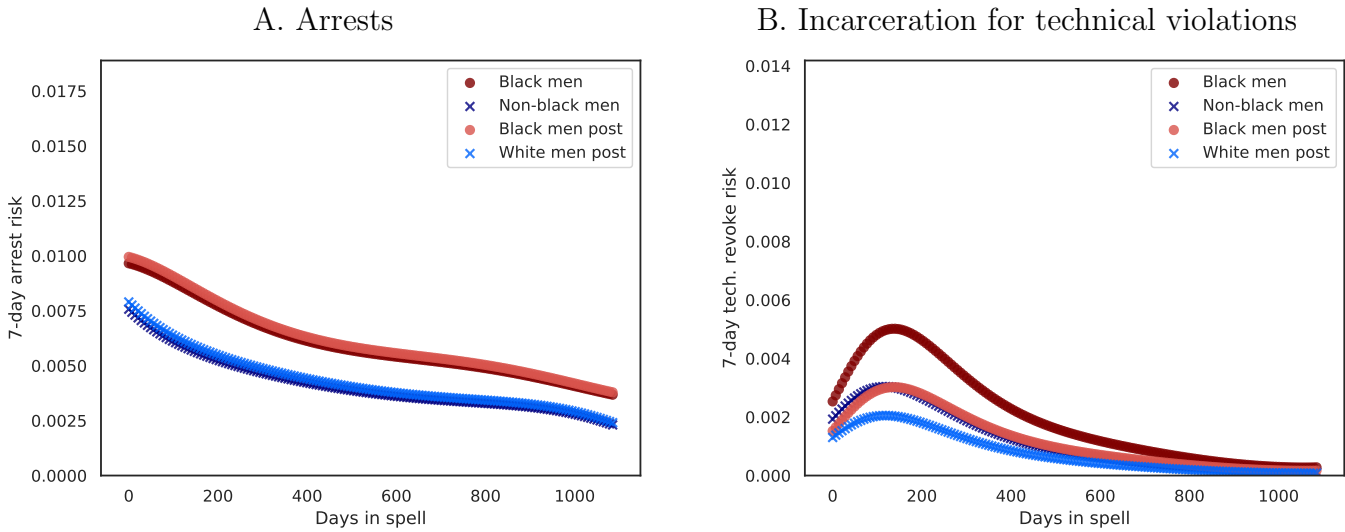 A. Arrests
0.0175
0.0150
0.0125
0.0100
0.0075
0.0050
0.0025
0.0000
7-day arrest risk
Black men
Non-black men
Black men post
White men post
0
200
400
600
800
1000
Days in spell
B. Incarceration for technical violations
0.014
0.012
0.010
0.008
0.006
0.004
0.002
0.000
7-day tech. revoke risk
Black men
Non-black men
Black men post
White men post
0
200
400
600
800
1000
Days in spell